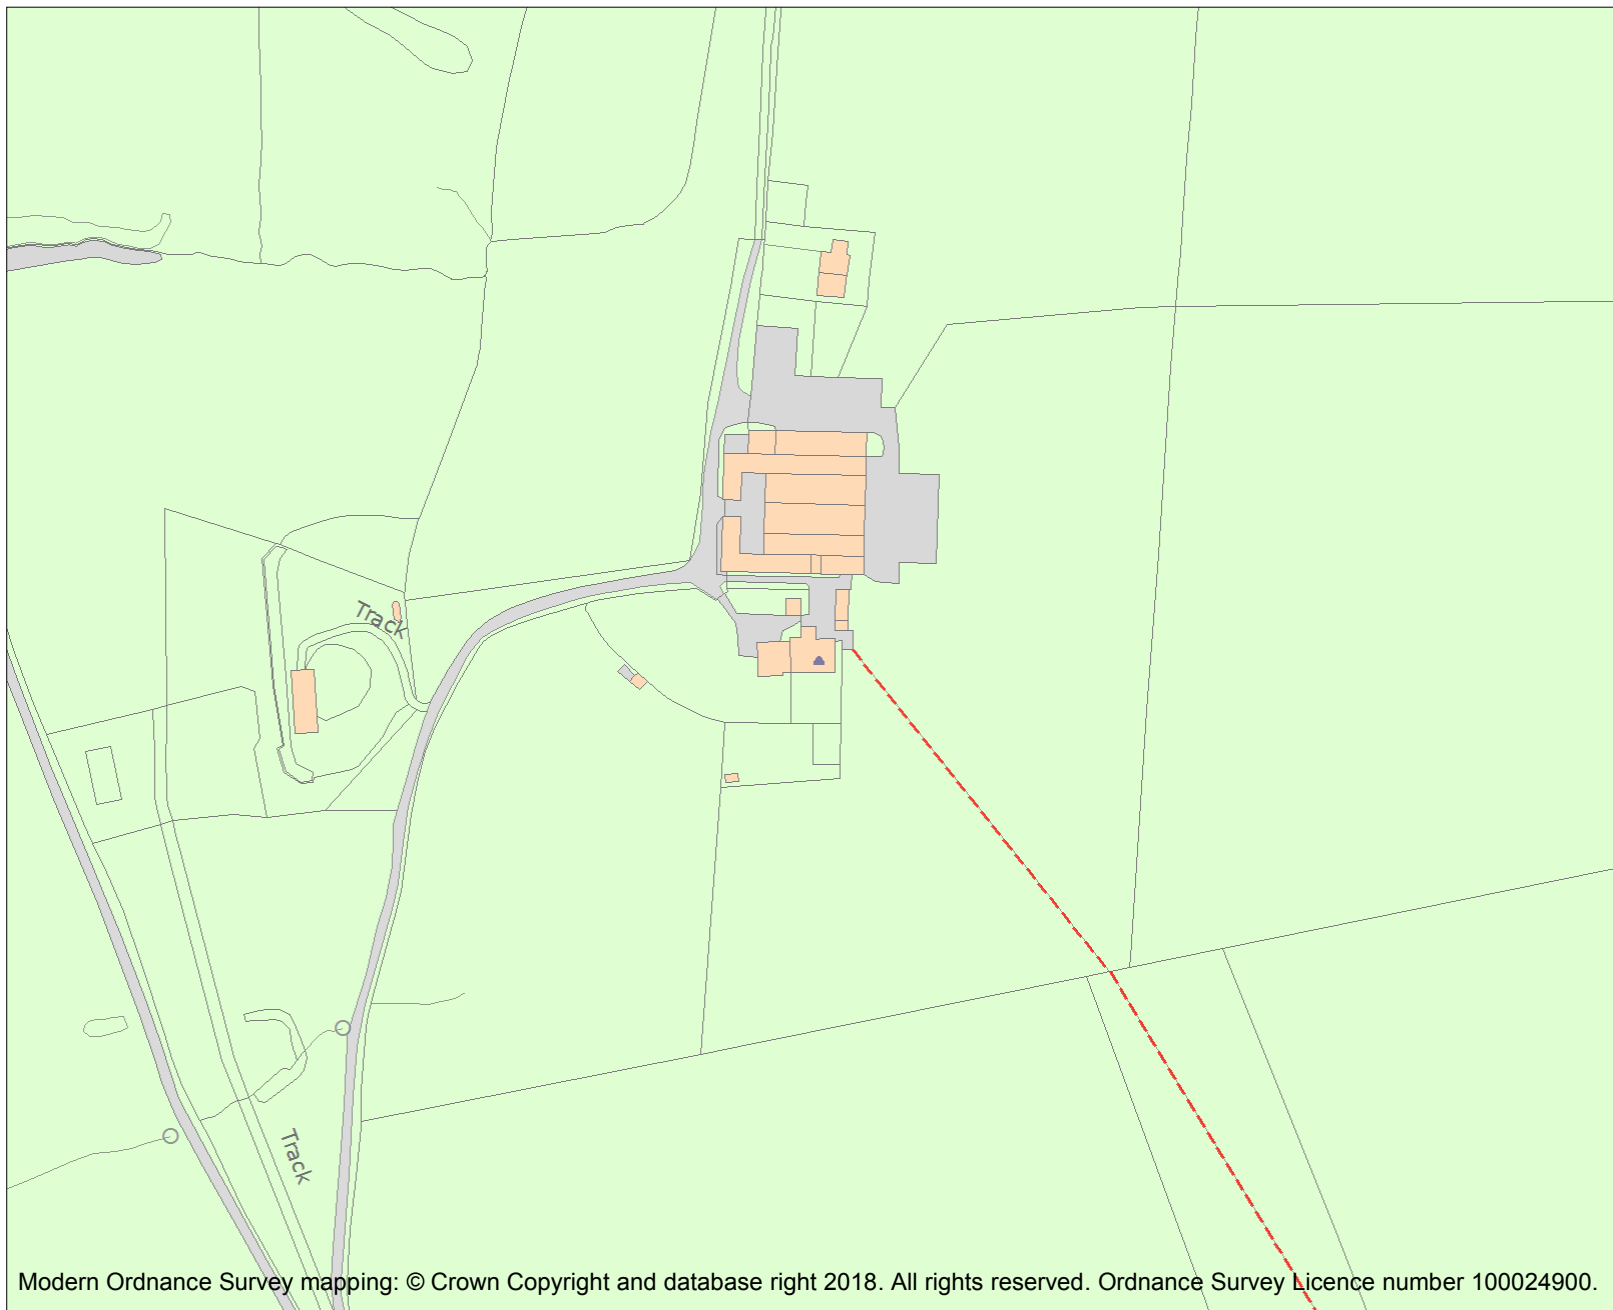 Track
Track
Modern Ordnance Survey mapping: © Crown Copyright and database right 2018. All rights reserved. Ordnance Survey Licence number 100024900.